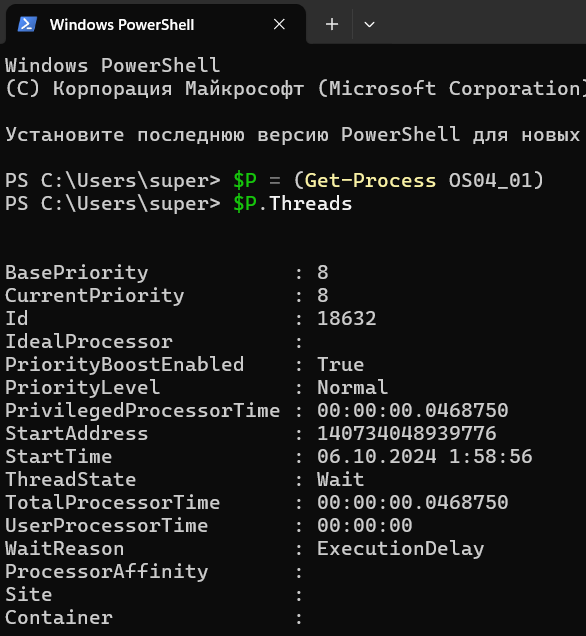 Windows PowerShell
Windows PowerShell
(C) Корпорация Майкрософт (Microsoft Corporation)
Установите последнюю версию PowerShell для новых
PS C:\Users\super> $P = (Get-Process OS04_01)
PS C:\Users\super> $P.Threads
BasePriority : 8
CurrentPriority : 8
Id : 18632
IdealProcessor :
PriorityBoostEnabled : True
PriorityLevel : Normal
PrivilegedProcessorTime : 00:00:00.0468750
StartAddress : 140734048939776
StartTime : 06.10.2024 1:58:56
ThreadState : Wait
TotalProcessorTime : 00:00:00.0468750
UserProcessorTime : 00:00:00
WaitReason : ExecutionDelay
ProcessorAffinity :
Site :
Container :